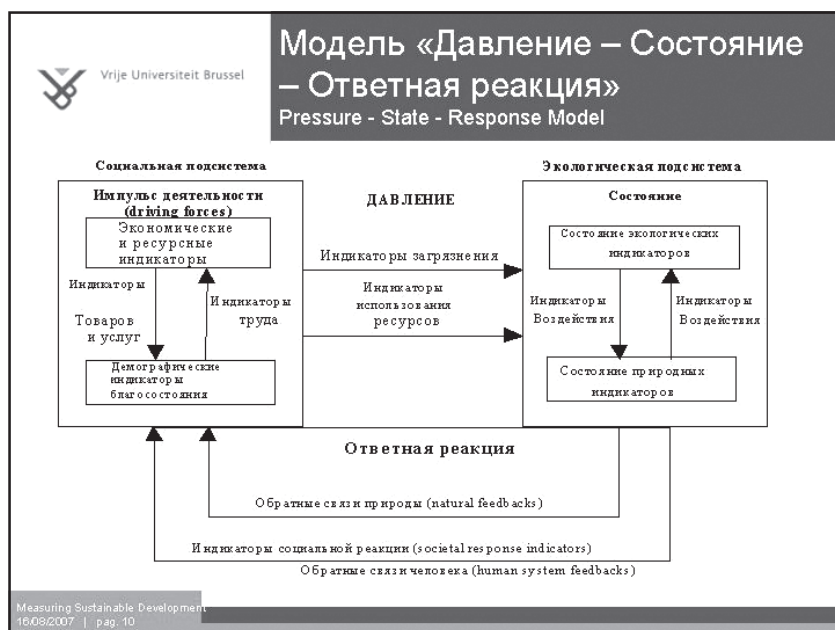 Vrije Universiteit Brussel
Модель «Давление – Состояние
– Ответная реакция»
Pressure - State - Response Model
Социальная подсистема
Экологическая подсистема
Импульс деятельности
(driving forces)
Экономические
и ресурсные
индикаторы
Индикаторы
Товаров
и услуг
Индикаторы
труда
Демографические
индикаторы
благосостояния
ДАВЛЕНИЕ
Индикаторы загрязнения
Индикаторы
использования
ресурсов
Состояние
Состояние экологических
индикаторов
Индикаторы
Воздействия
Индикаторы
Воздействия
Состояние природных
индикаторов
Ответная реакция
Обратные связи природы (natural feedbacks)
Индикаторы социальной реакции (societal response indicators)
Обратные связи человека (human system feedbacks)
Measuring Sustainable Development
16/08/2007 | pag. 10